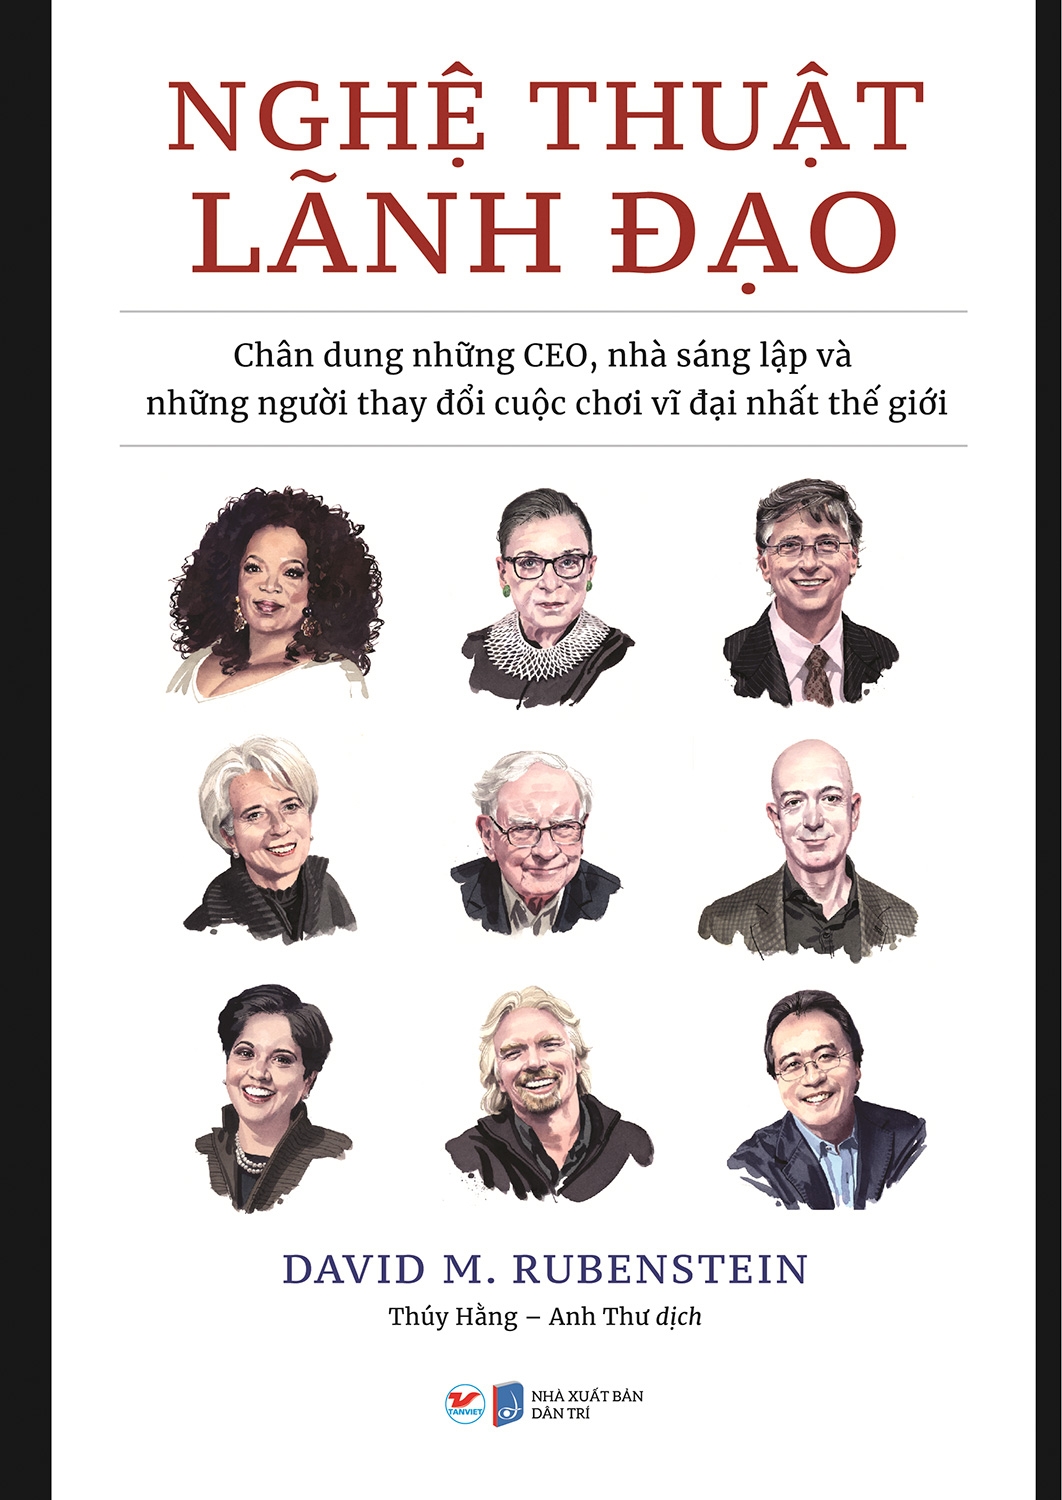 NGHỆ THUẬT
LÃNH ĐẠO
Chân dung những CEO, nhà sáng lập và
những người thay đổi cuộc chơi vĩ đại nhất thế giới
DAVID M. RUBENSTEIN
Thúy Hằng – Anh Thư dịch
TANVIET
NHÀ XUẤT BẢN
DÂN TRÍ